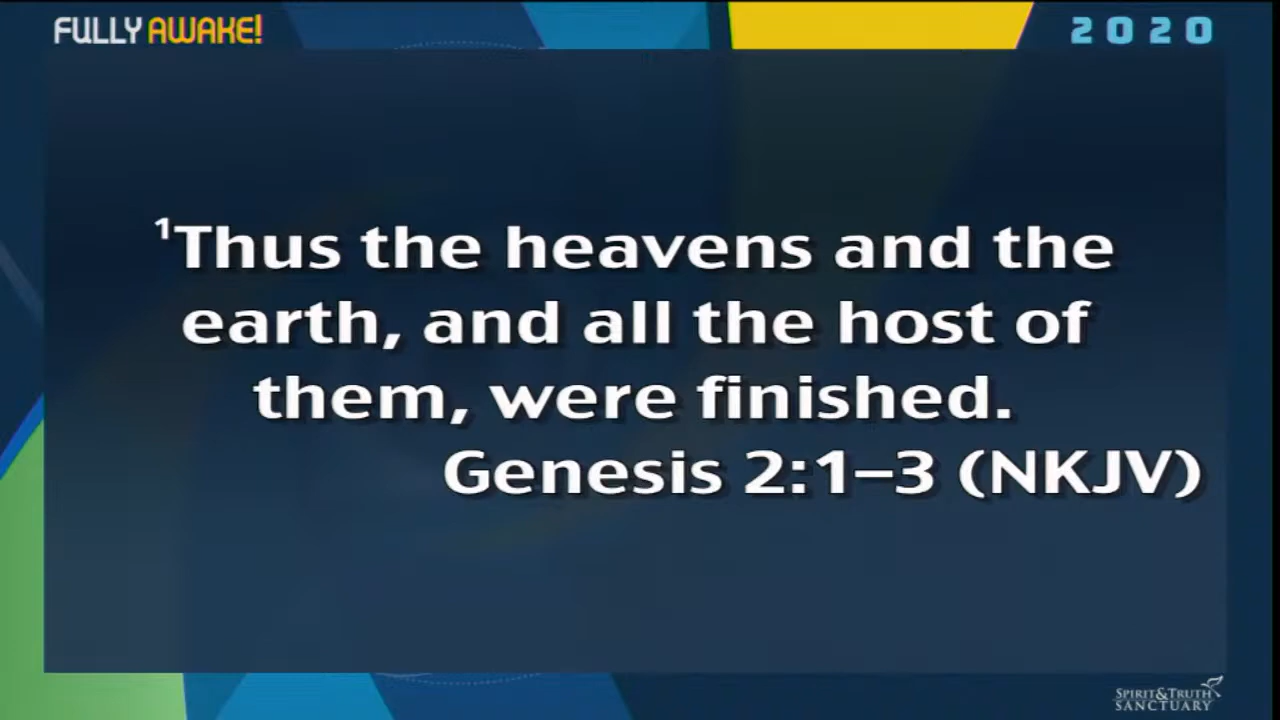 FULLY AWAKE!
2020
¹Thus the heavens and the
earth, and all the host of
them, were finished.
Genesis 2:1–3 (NKJV)
SPIRIT&TRUTH
SANCTUARY